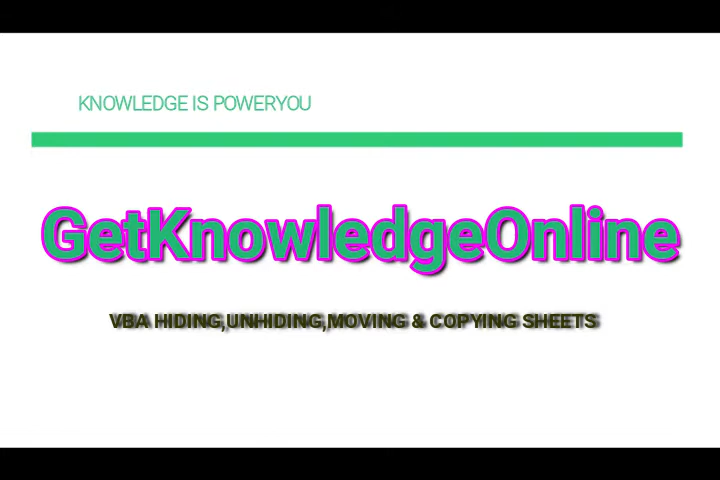 KNOWLEDGE IS POWERYOU
GetKnowledgeOnline
VBA HIDING,UNHIDING,MOVING & COPYING SHEETS